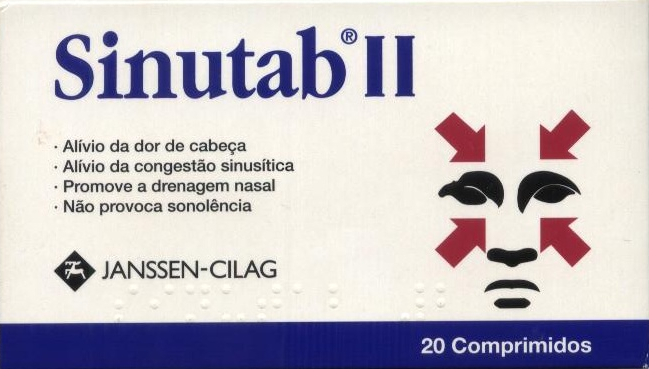 Sinutab® II
· Alívio da dor de cabeça
· Alívio da congestão sinusítica
· Promove a drenagem nasal
· Não provoca sonolência
JANSSEN-CILAG
20 Comprimidos